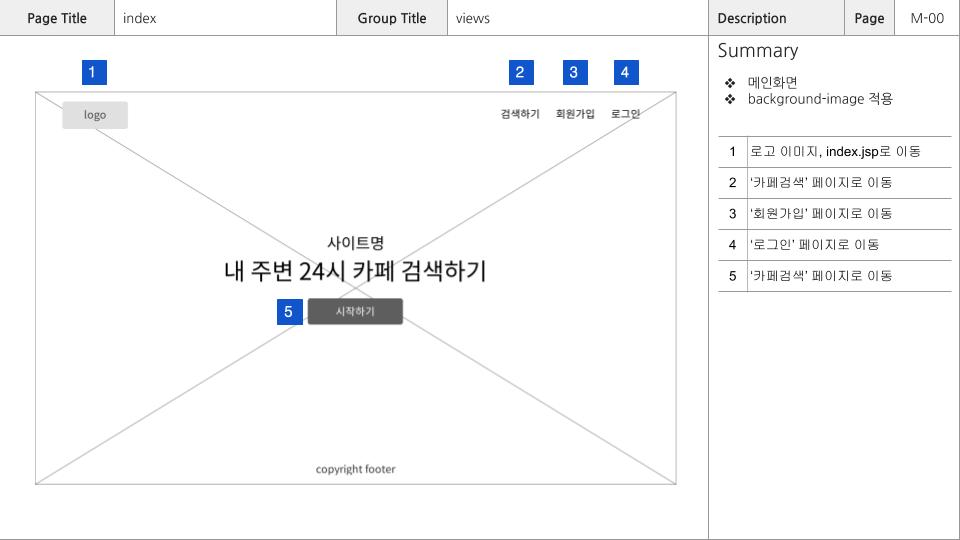 Page Title index Group Title views Description Page M-00
Summary
❖ 메인화면
❖ background-image 적용
1 2 3 4
logo 검색하기 회원가입 로그인
사이트명
내 주변 24시 카페 검색하기
5 시작하기
copyright footer
1 로고 이미지, index.jsp로 이동
2 ‘카페검색’ 페이지로 이동
3 ‘회원가입’ 페이지로 이동
4 ‘로그인’ 페이지로 이동
5 ‘카페검색’ 페이지로 이동